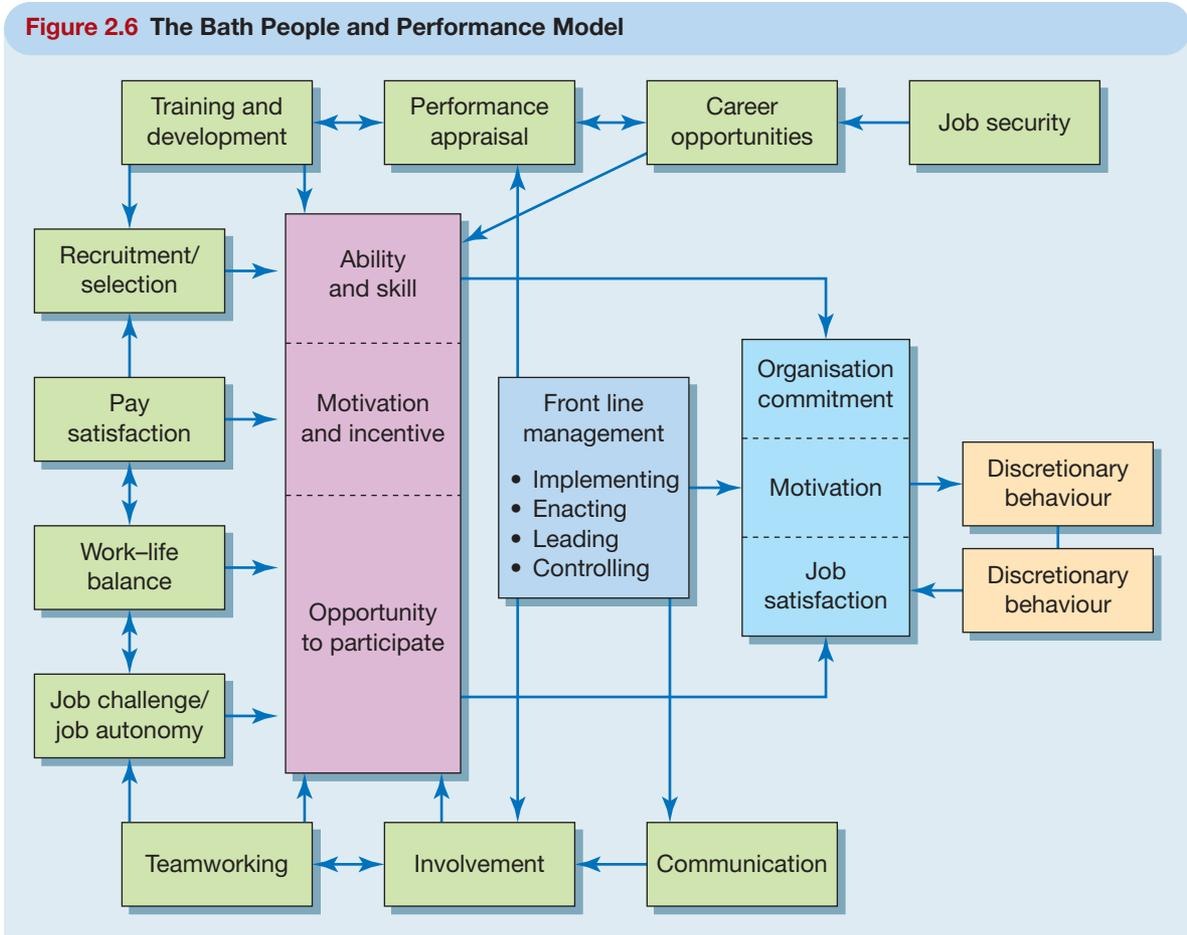 Figure 2.6 The Bath People and Performance Model
Training and
development
Performance
appraisal
Career
opportunities
Job security
Recruitment/
selection
Ability
and skill
Pay
satisfaction
Motivation
and incentive
Work–life
balance
Opportunity
to participate
Job challenge/
job autonomy
Front line
management
• Implementing
• Enacting
• Leading
• Controlling
Organisation
commitment
Motivation
Job
satisfaction
Discretionary
behaviour
Discretionary
behaviour
Teamworking
Involvement
Communication